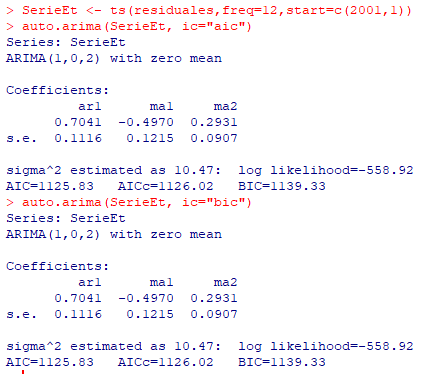 > SerieEt <- ts(residuales,freq=12,start=c(2001,1))
> auto.arima(SerieEt, ic="aic")
Series: SerieEt
ARIMA(1,0,2) with zero mean
Coefficients:
ar1 ma1 ma2
0.7041 -0.4970 0.2931
s.e. 0.1116 0.1215 0.0907
sigma^2 estimated as 10.47: log likelihood=-558.92
AIC=1125.83 AICc=1126.02 BIC=1139.33
> auto.arima(SerieEt, ic="bic")
Series: SerieEt
ARIMA(1,0,2) with zero mean
Coefficients:
ar1 ma1 ma2
0.7041 -0.4970 0.2931
s.e. 0.1116 0.1215 0.0907
sigma^2 estimated as 10.47: log likelihood=-558.92
AIC=1125.83 AICc=1126.02 BIC=1139.33